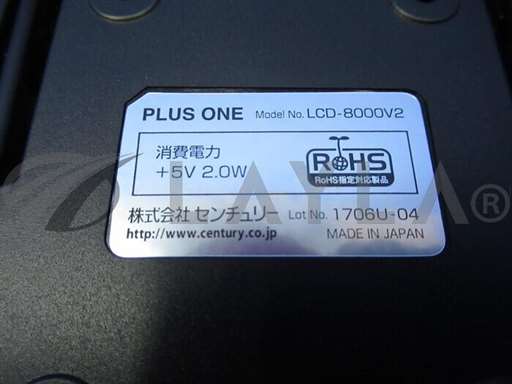 PLUS ONE Model No. LCD-8000V2
消費電力
+5V 2.0W
RoHS
RoHS指定対応製品
株式会社 センチュリー Lot No. 1706U-04
http://www.century.co.jp MADE IN JAPAN
LAYLA®